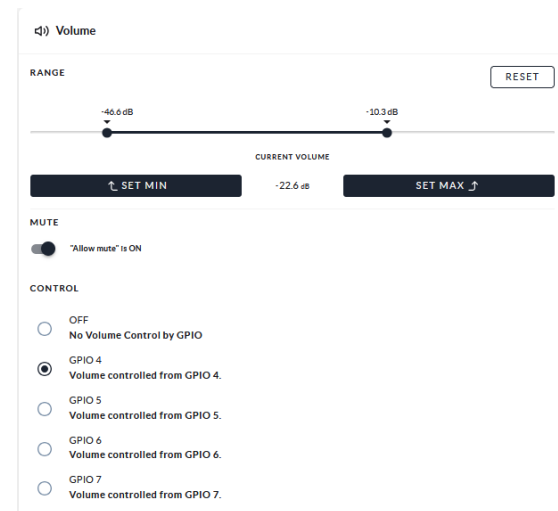 Volume
RANGE
RESET
-46.6 dB
-10.3 dB
CURRENT VOLUME
SET MIN
-22.6 dB
SET MAX
MUTE
"Allow mute" is ON
CONTROL
OFF
No Volume Control by GPIO
GPIO 4
Volume controlled from GPIO 4.
GPIO 5
Volume controlled from GPIO 5.
GPIO 6
Volume controlled from GPIO 6.
GPIO 7
Volume controlled from GPIO 7.